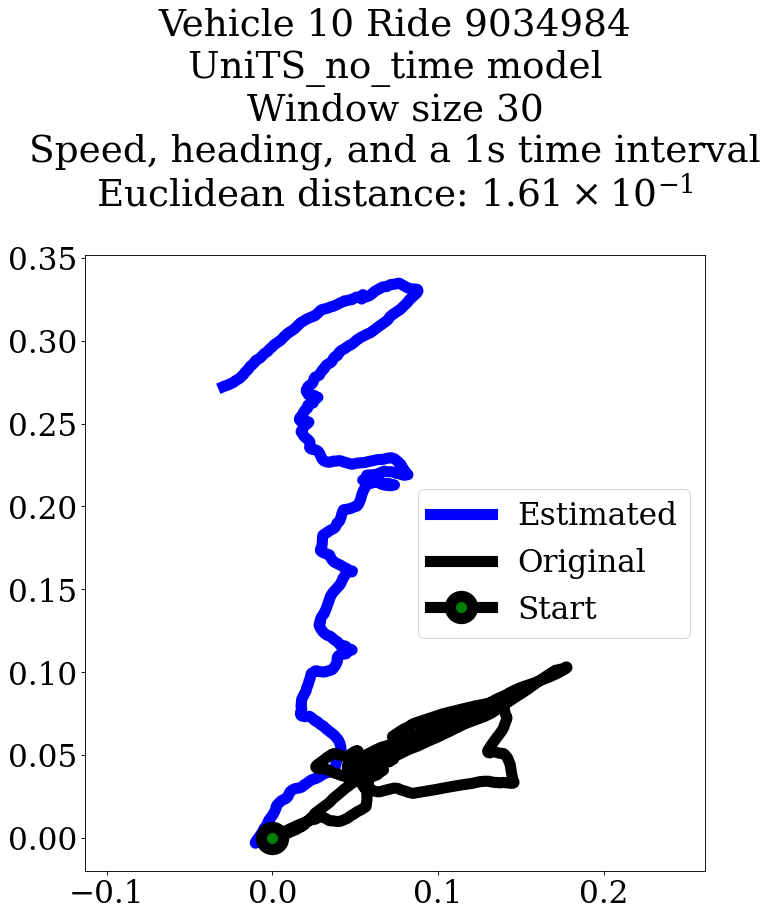 Vehicle 10 Ride 9034984
UniTS_no_time model
Window size 30
Speed, heading, and a 1s time interval
Euclidean distance: 1.61 × 10⁻¹
0.35
0.30
0.25
0.20
0.15
0.10
0.05
0.00
−0.1 0.0 0.1 0.2
Estimated
Original
Start